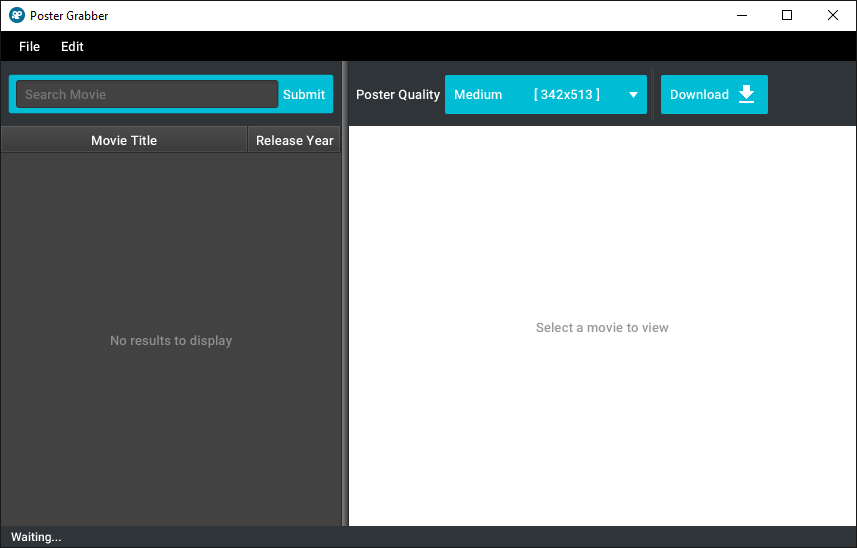 Poster Grabber
File Edit
Search Movie Submit
Poster Quality Medium [ 342x513 ] Download
Movie Title Release Year
No results to display
Select a movie to view
Waiting...